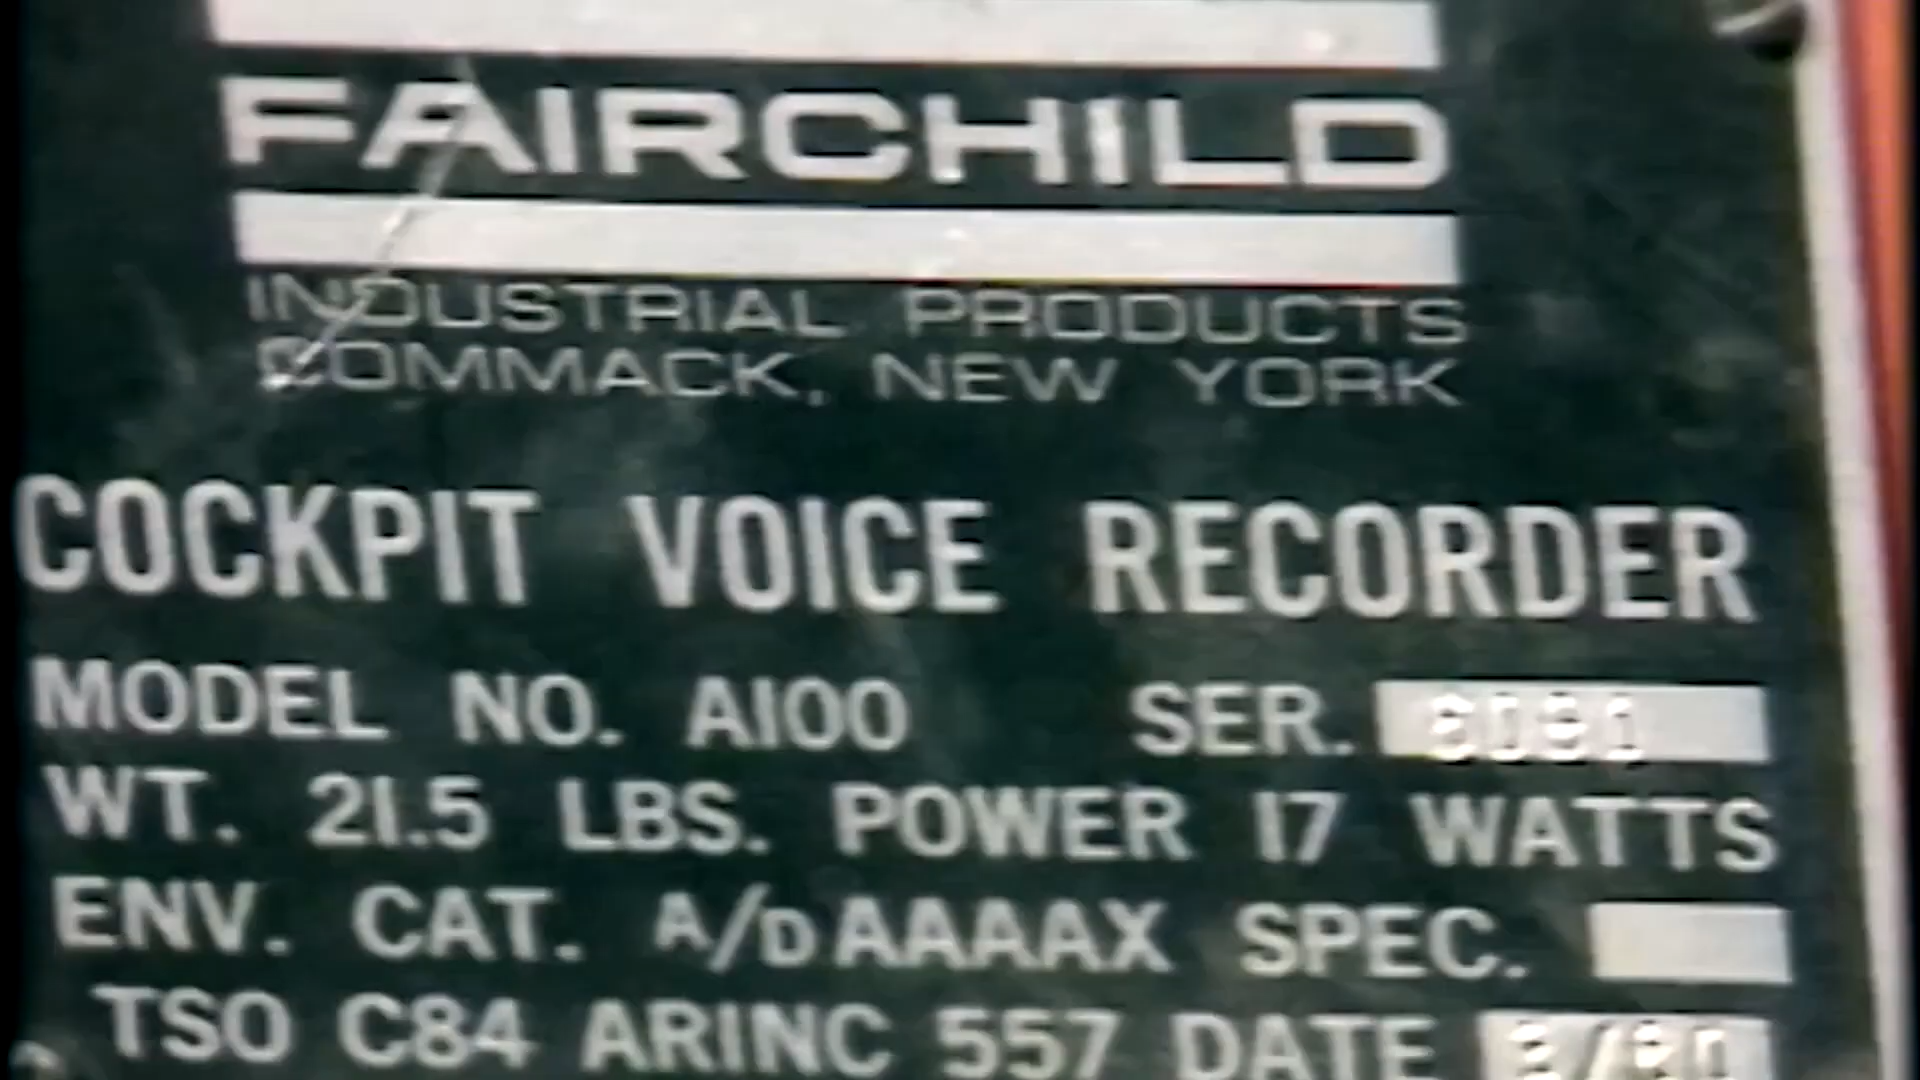 FAIRCHILD
INDUSTRIAL PRODUCTS
COMMACK, NEW YORK
COCKPIT VOICE RECORDER
MODEL NO. A100 SER.
WT. 21.5 LBS. POWER 17 WATTS
ENV. CAT. A/DAAAAX SPEC.
TSO C84 ARINC 557 DATE